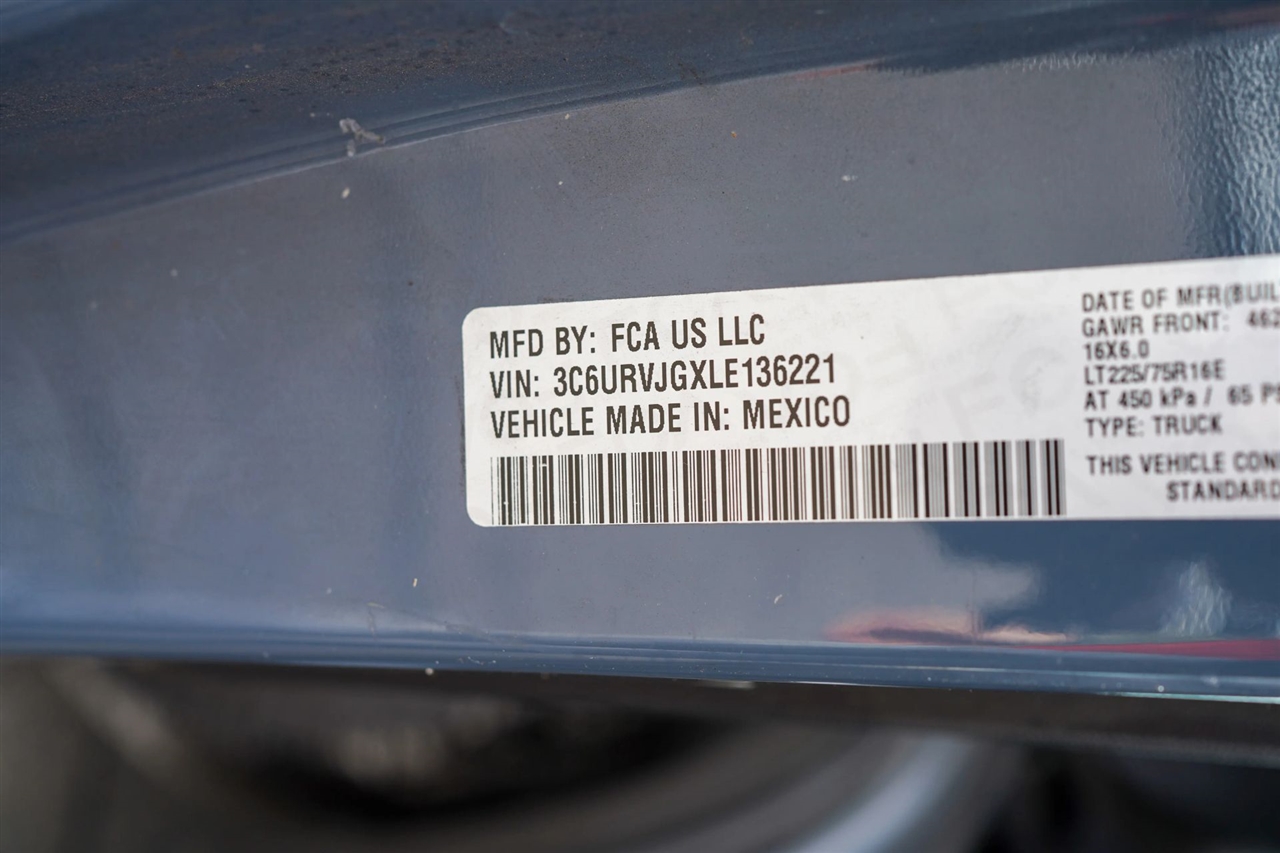 MFD BY: FCA US LLC
VIN: 3C6URVJGXLE136221
VEHICLE MADE IN: MEXICO
DATE OF MFR(BUIL
GAWR FRONT: 462
16X6.0
LT225/75R16E
AT 450 kPa / 65 PS
TYPE: TRUCK
THIS VEHICLE CON
STANDARD